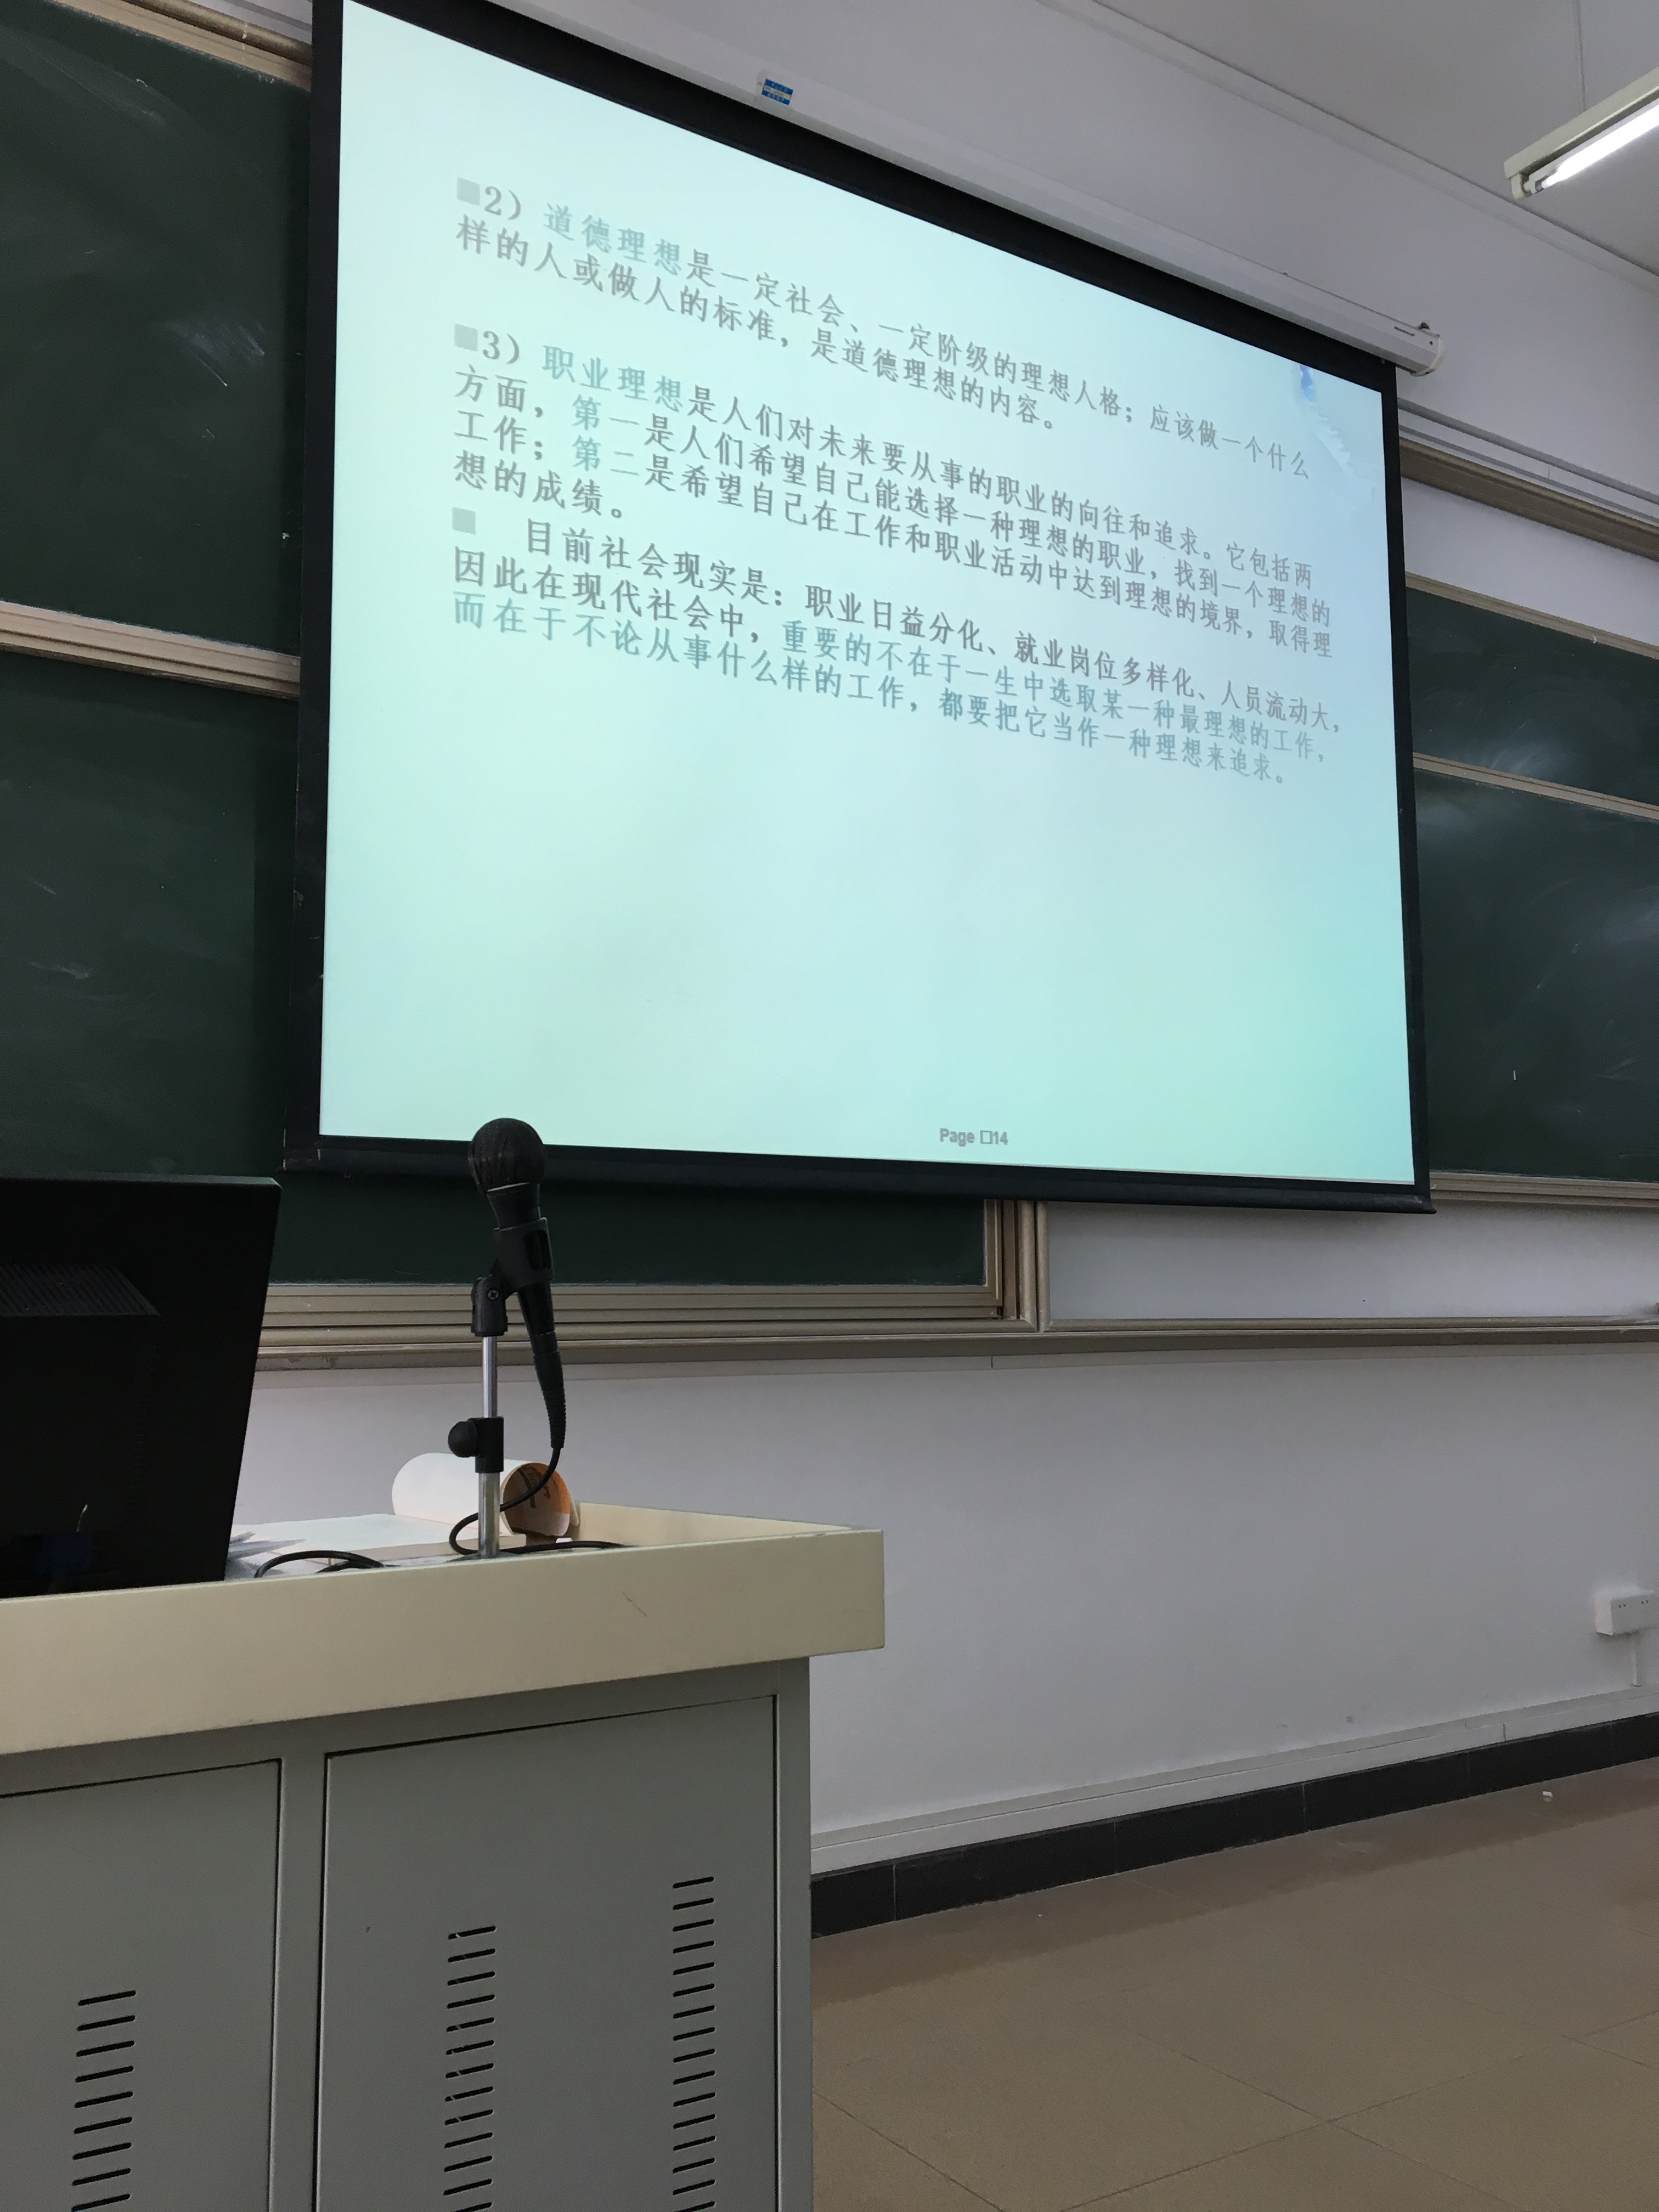 ■2）道德理想是一定社会、一定阶级的理想人格；应该做一个什么
样的人或做人的标准，是道德理想的内容。
■3）职业理想是人们对未来要从事的职业的向往和追求。它包括两
方面，第一是人们希望自己能选择一种理想的职业，找到一个理想的
工作；第二是希望自己在工作和职业活动中达到理想的境界，取得理
想的成绩。
■ 目前社会现实是：职业日益分化、就业岗位多样化、人员流动大，
因此在现代社会中，重要的不在于一生中选取某一种最理想的工作，
而在于不论从事什么样的工作，都要把它当作一种理想来追求。
Page □14